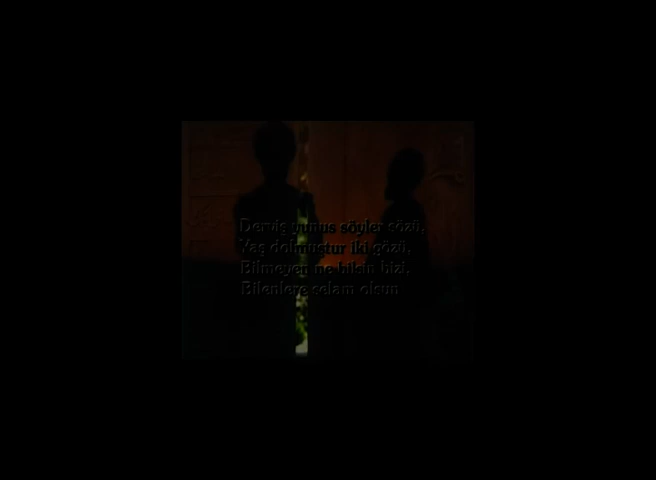 Derviş yunus söyler sözü,
Yaş dolmuştur iki gözü,
Bilmeyen ne bilsin bizi,
Bilenlere selam olsun